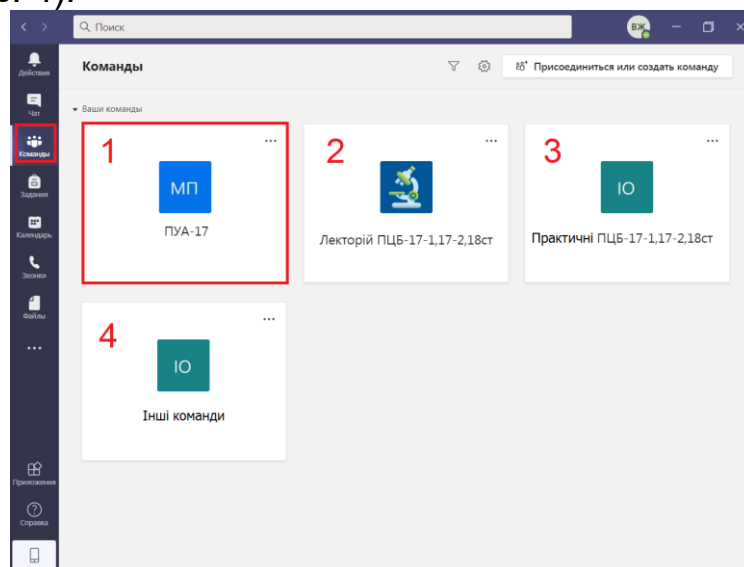 Поиск
ВЖ
Действия
Команды
Присоединиться или создать команду
Чат
Ваши команды
Команды
1
2
3
МП
ІО
Задания
ПУА-17
Лекторій ПЦБ-17-1,17-2,18ст
Практичні ПЦБ-17-1,17-2,18ст
Календарь
Звонки
Файлы
4
ІО
Інші команди
Приложения
Справка